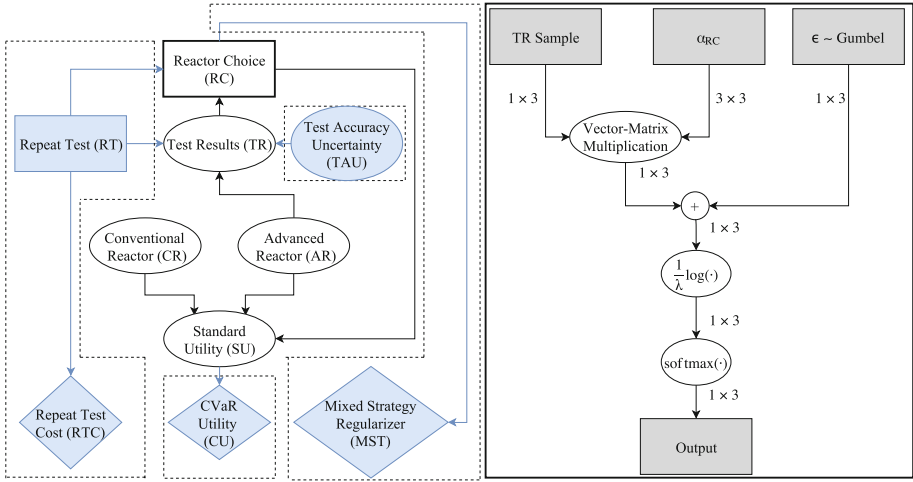 Reactor Choice
(RC)
Repeat Test (RT)
Test Results (TR)
Test Accuracy
Uncertainty
(TAU)
Conventional
Reactor (CR)
Advanced
Reactor (AR)
Standard
Utility (SU)
Repeat Test
Cost (RTC)
CVaR
Utility
(CU)
Mixed Strategy
Regularizer
(MST)
TR Sample
α_RC
ϵ ∼ Gumbel
1 × 3
3 × 3
1 × 3
Vector-Matrix
Multiplication
1 × 3
+
1 × 3
1/λ log(·)
1 × 3
softmax(·)
1 × 3
Output